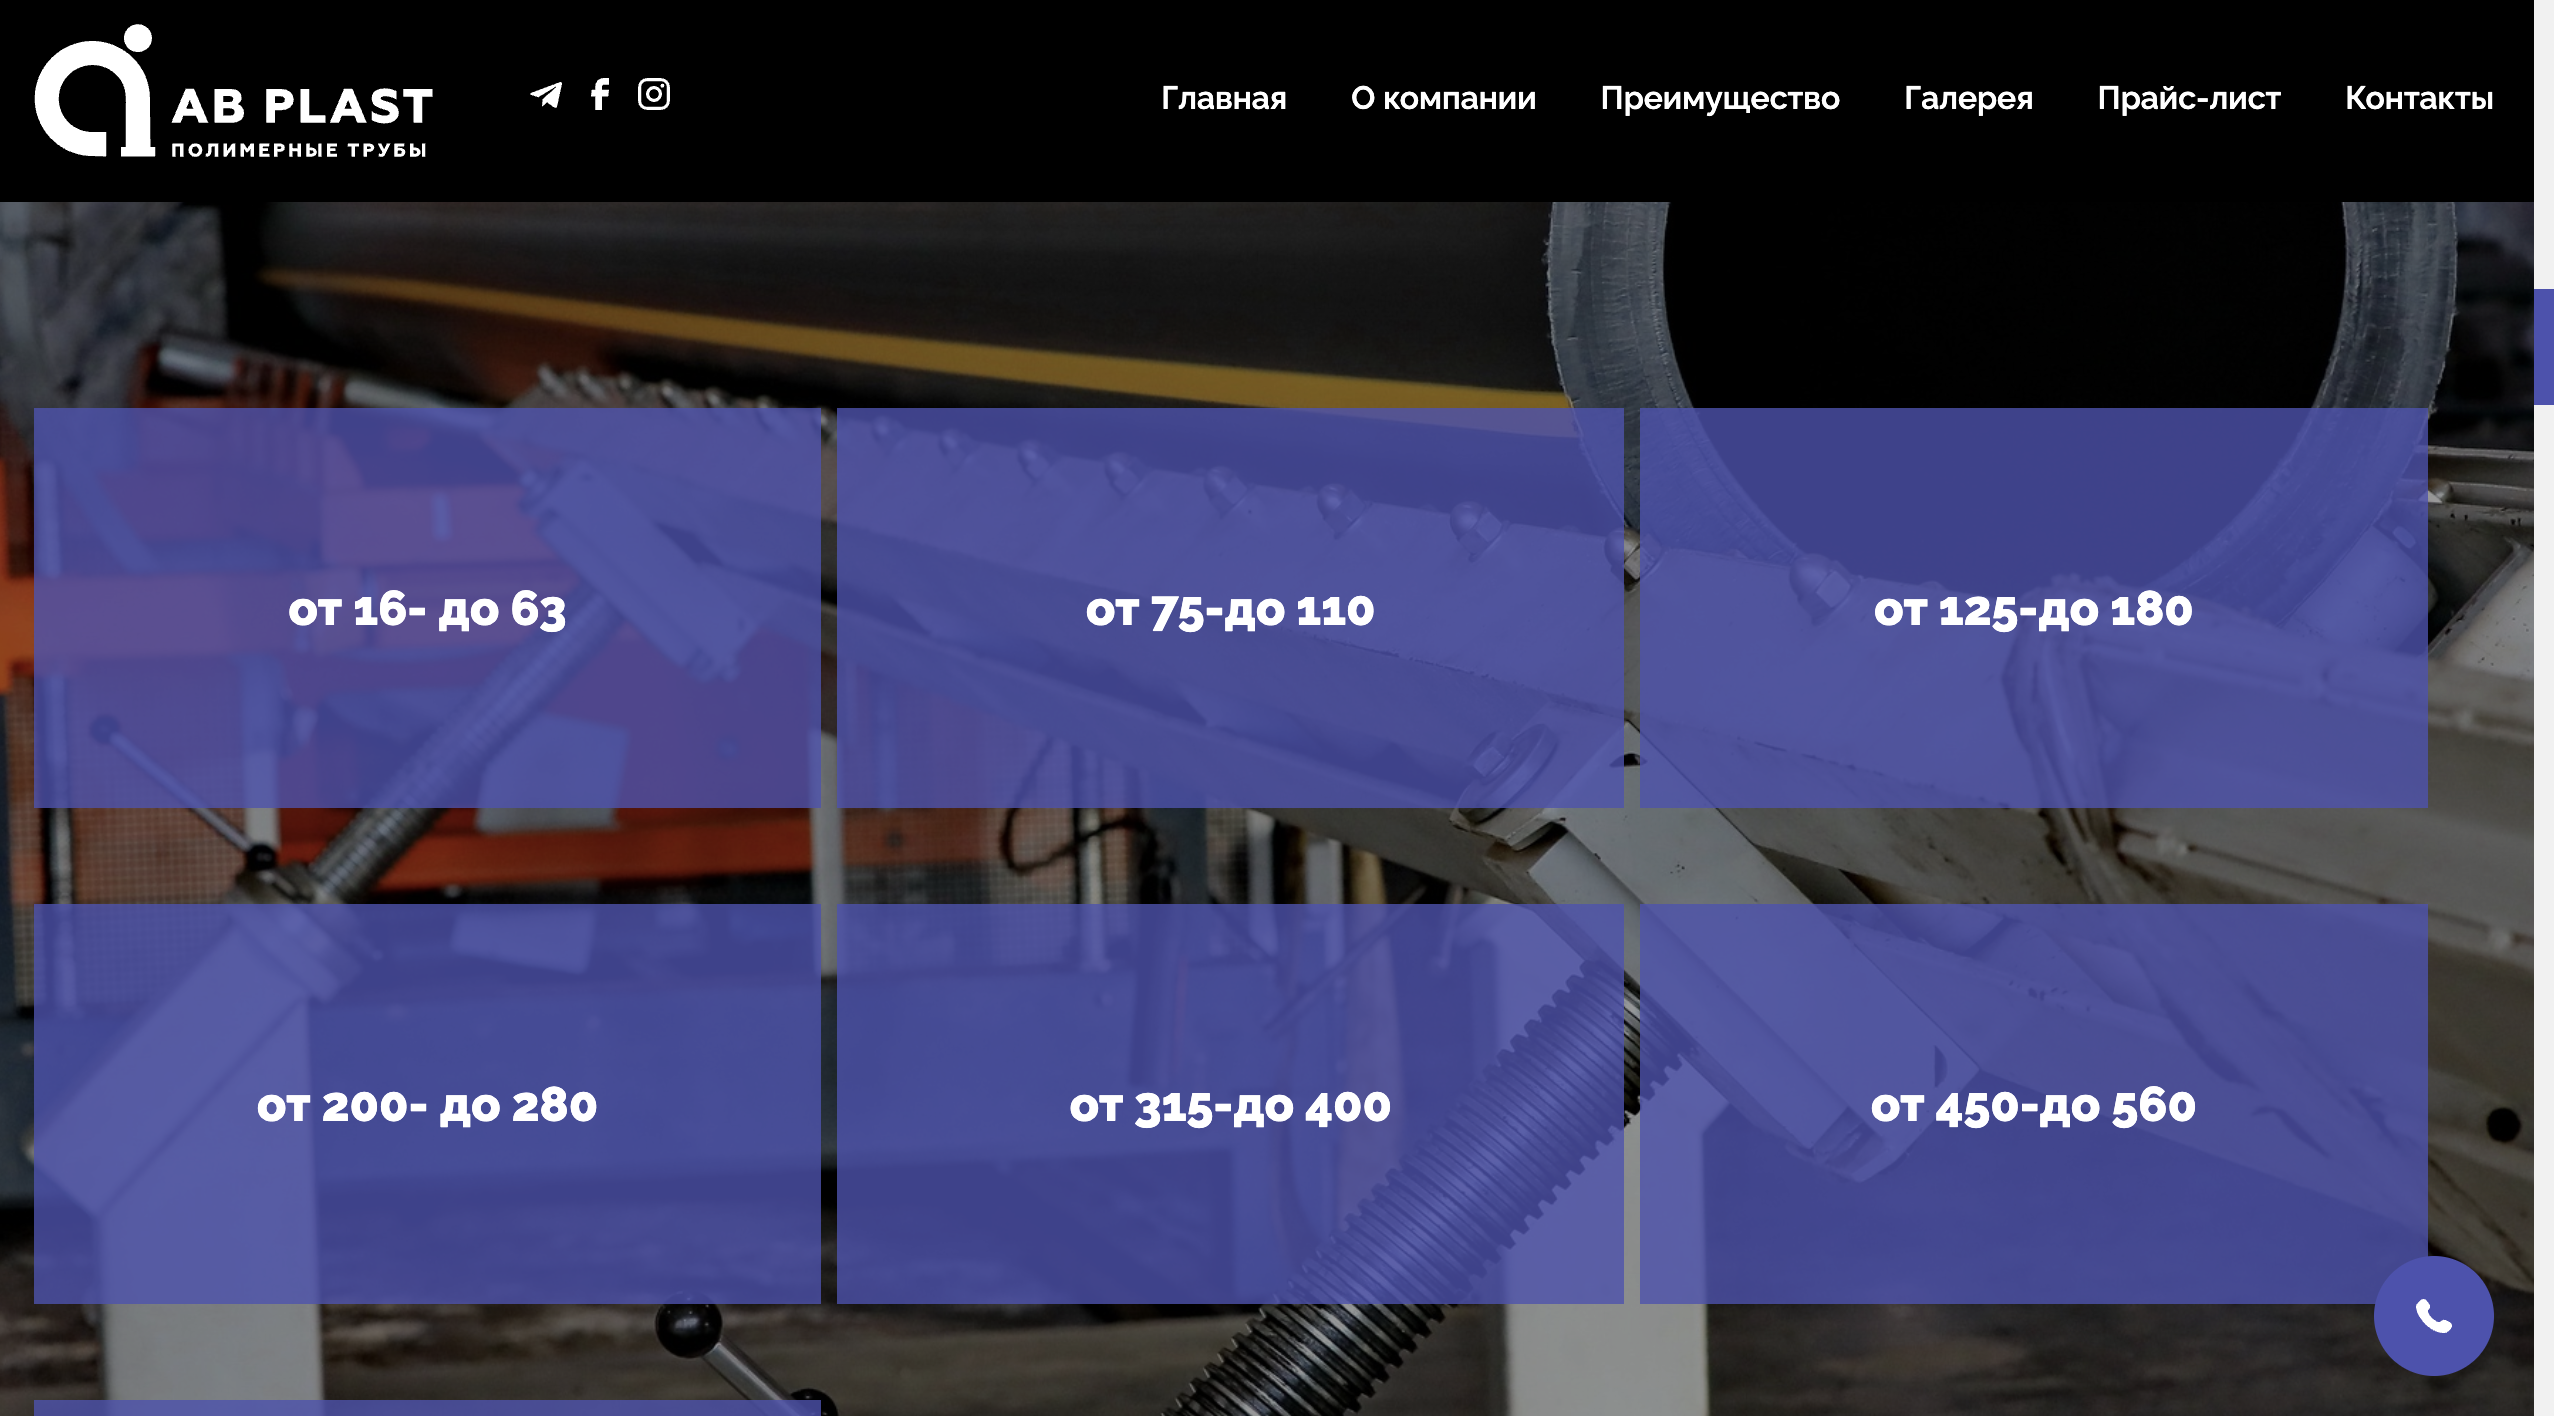 AB PLAST
ПОЛИМЕРНЫЕ ТРУБЫ
Главная
О компании
Преимущество
Галерея
Прайс-лист
Контакты
от 16- до 63
от 75-до 110
от 125-до 180
от 200- до 280
от 315-до 400
от 450-до 560